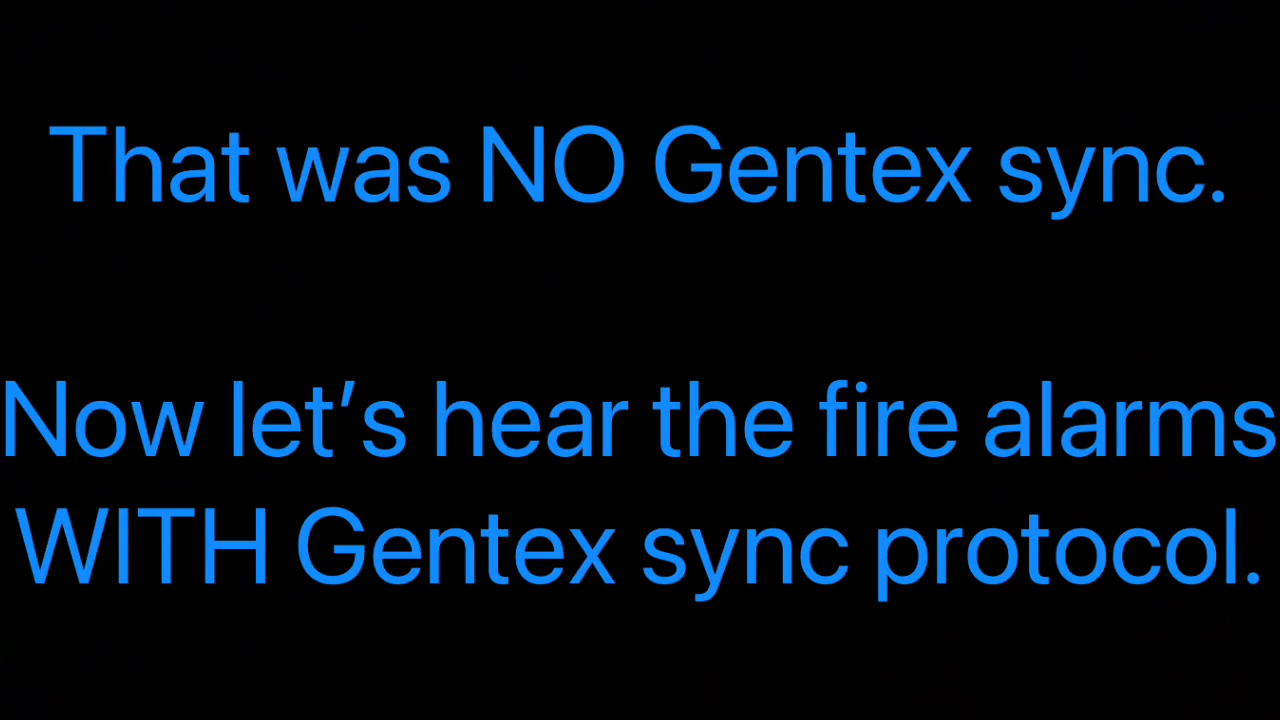 That was NO Gentex sync.
Now let’s hear the fire alarms
WITH Gentex sync protocol.